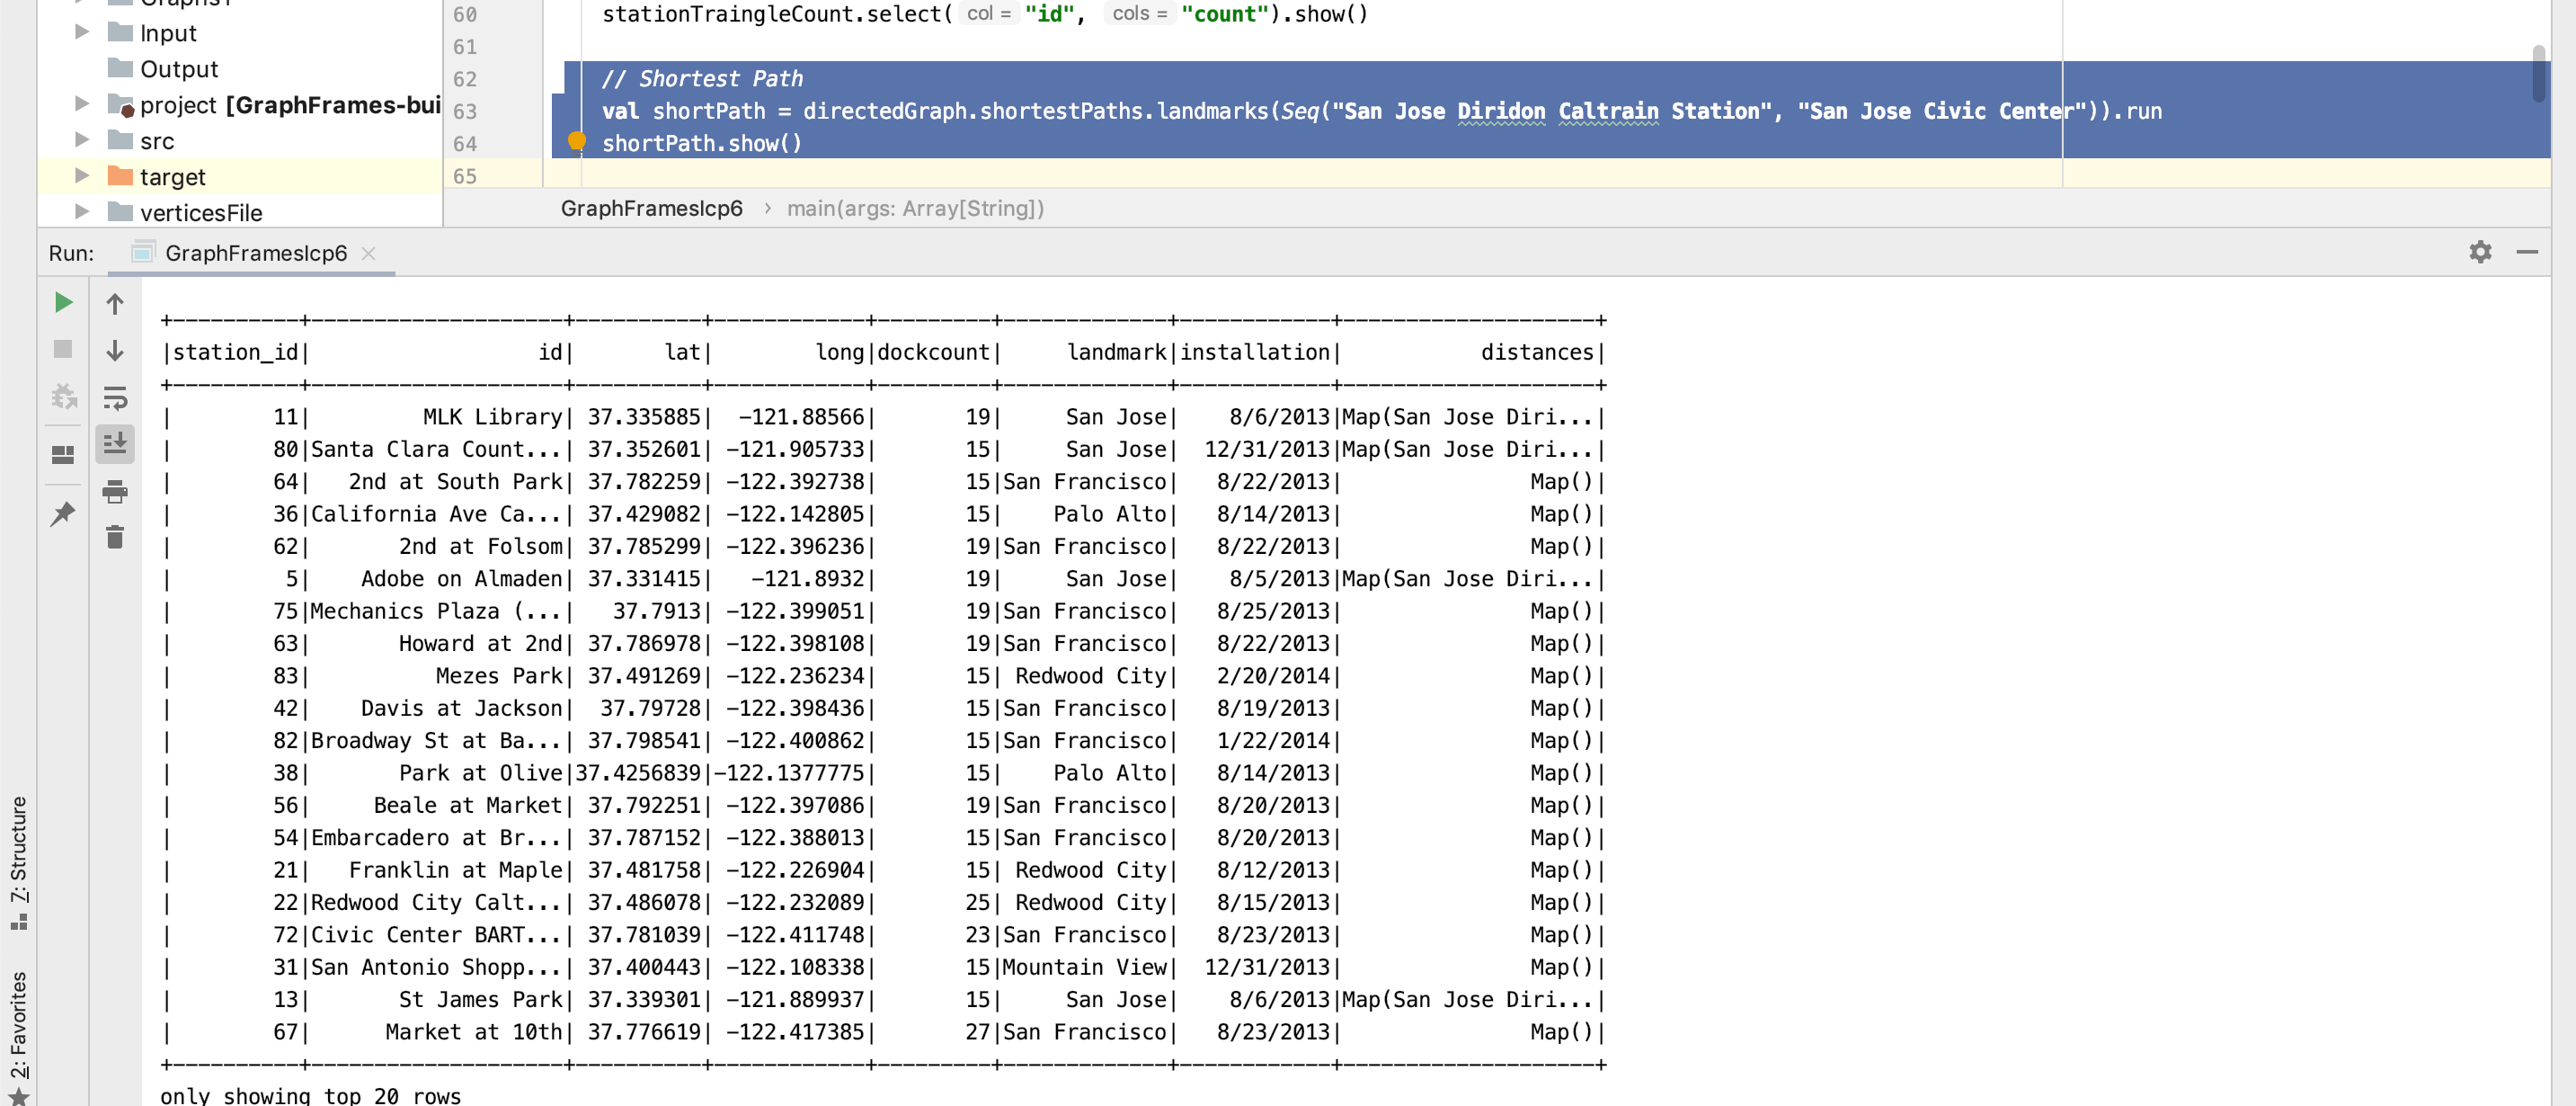 Graphs1
Input
Output
project [GraphFrames-bui
src
target
verticesFile
60 stationTraingleCount.select( col = "id", cols = "count").show()
61
62 // Shortest Path
63 val shortPath = directedGraph.shortestPaths.landmarks(Seq("San Jose Diridon Caltrain Station", "San Jose Civic Center")).run
64 shortPath.show()
65
GraphFramesIcp6 › main(args: Array[String])
Run: GraphFramesIcp6
+----------+--------------------+----------+------------+---------+-------------+------------+--------------------+
|station_id|                  id|       lat|        long|dockcount|     landmark|installation|           distances|
+----------+--------------------+----------+------------+---------+-------------+------------+--------------------+
|        11|         MLK Library| 37.335885|  -121.88566|       19|     San Jose|    8/6/2013|Map(San Jose Diri...|
|        80|Santa Clara Count...| 37.352601| -121.905733|       15|     San Jose|  12/31/2013|Map(San Jose Diri...|
|        64|   2nd at South Park| 37.782259| -122.392738|       15|San Francisco|   8/22/2013|               Map()|
|        36|California Ave Ca...| 37.429082| -122.142805|       15|    Palo Alto|   8/14/2013|               Map()|
|        62|       2nd at Folsom| 37.785299| -122.396236|       19|San Francisco|   8/22/2013|               Map()|
|         5|    Adobe on Almaden| 37.331415|   -121.8932|       19|     San Jose|    8/5/2013|Map(San Jose Diri...|
|        75|Mechanics Plaza (...|   37.7913| -122.399051|       19|San Francisco|   8/25/2013|               Map()|
|        63|       Howard at 2nd| 37.786978| -122.398108|       19|San Francisco|   8/22/2013|               Map()|
|        83|          Mezes Park| 37.491269| -122.236234|       15| Redwood City|   2/20/2014|               Map()|
|        42|    Davis at Jackson|  37.79728| -122.398436|       15|San Francisco|   8/19/2013|               Map()|
|        82|Broadway St at Ba...| 37.798541| -122.400862|       15|San Francisco|   1/22/2014|               Map()|
|        38|       Park at Olive|37.4256839|-122.1377775|       15|    Palo Alto|   8/14/2013|               Map()|
|        56|     Beale at Market| 37.792251| -122.397086|       19|San Francisco|   8/20/2013|               Map()|
|        54|Embarcadero at Br...| 37.787152| -122.388013|       15|San Francisco|   8/20/2013|               Map()|
|        21|   Franklin at Maple| 37.481758| -122.226904|       15| Redwood City|   8/12/2013|               Map()|
|        22|Redwood City Calt...| 37.486078| -122.232089|       25| Redwood City|   8/15/2013|               Map()|
|        72|Civic Center BART...| 37.781039| -122.411748|       23|San Francisco|   8/23/2013|               Map()|
|        31|San Antonio Shopp...| 37.400443| -122.108338|       15|Mountain View|  12/31/2013|               Map()|
|        13|       St James Park| 37.339301| -121.889937|       15|     San Jose|    8/6/2013|Map(San Jose Diri...|
|        67|      Market at 10th| 37.776619| -122.417385|       27|San Francisco|   8/23/2013|               Map()|
+----------+--------------------+----------+------------+---------+-------------+------------+--------------------+
only showing top 20 rows
7: Structure
2: Favorites